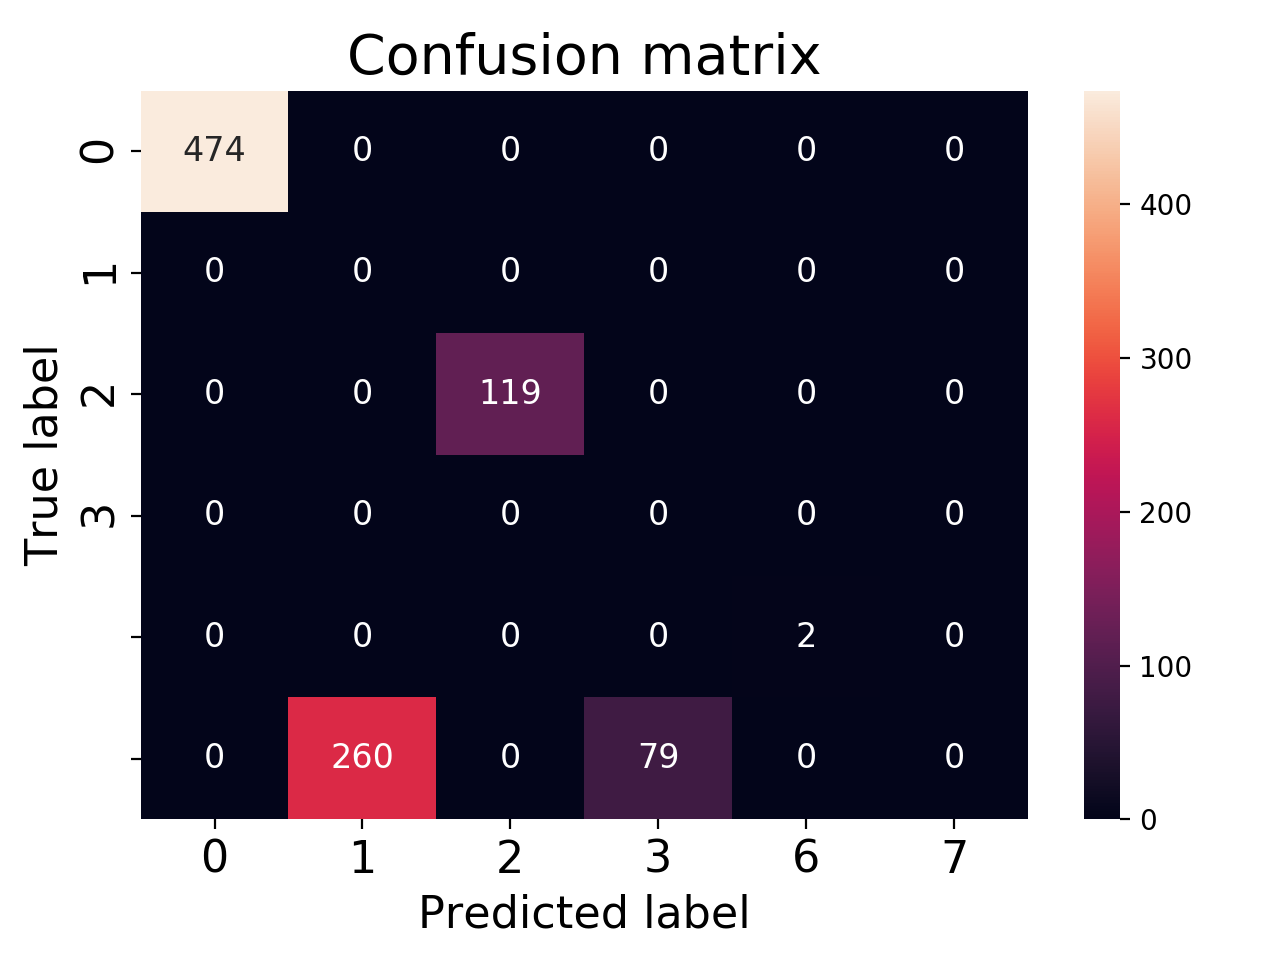 Confusion matrix
True label
0 474 0 0 0 0 0
1 0 0 0 0 0 0
2 0 0 119 0 0 0
3 0 0 0 0 0 0
0 0 0 0 2 0
0 260 0 79 0 0
0 1 2 3 6 7
Predicted label
400
300
200
100
0